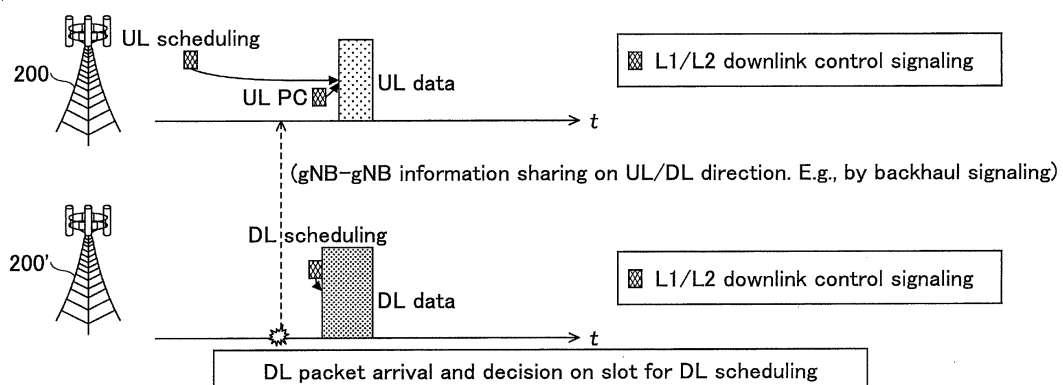 UL scheduling
200
UL PC
UL data
L1/L2 downlink control signaling
t
(gNB-gNB information sharing on UL/DL direction. E.g., by backhaul signaling)
DL scheduling
200'
DL data
L1/L2 downlink control signaling
t
DL packet arrival and decision on slot for DL scheduling